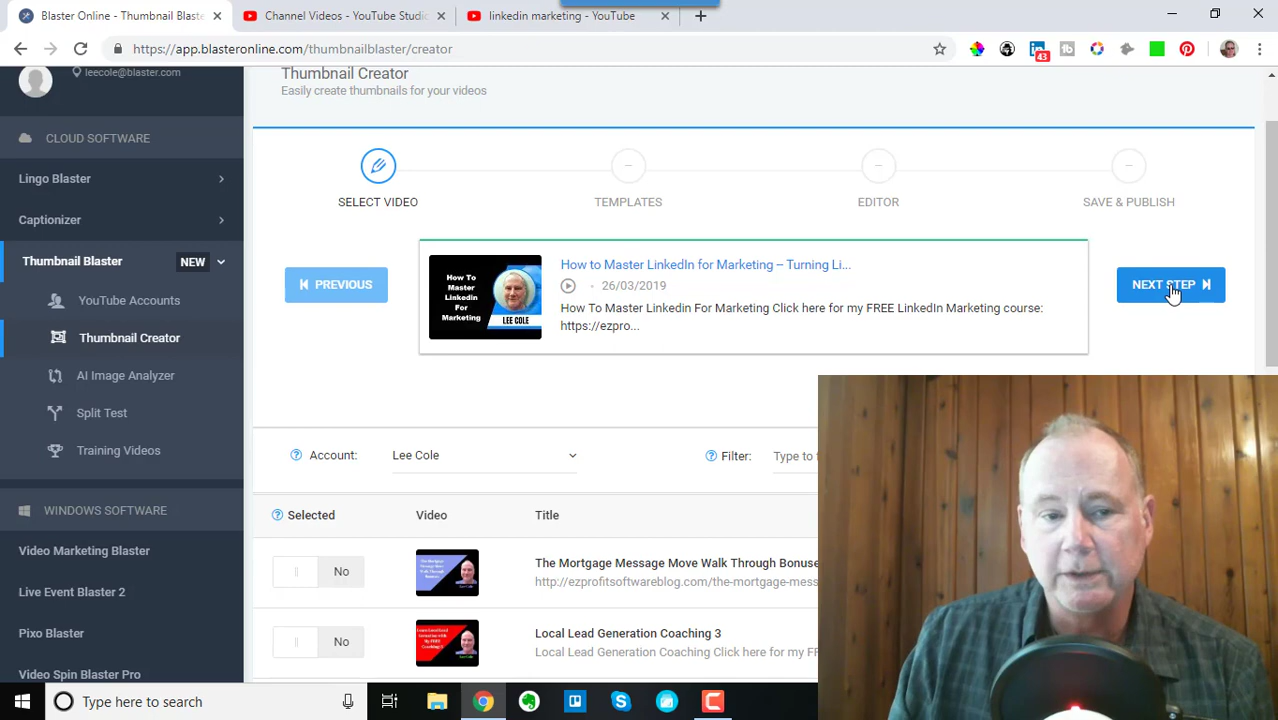 Blaster Online - Thumbnail Blas
Channel Videos - YouTube Studio
linkedin marketing - YouTube
https://app.blasteronline.com/thumbnailblaster/creator
43
leecole@blaster.com
CLOUD SOFTWARE
Lingo Blaster
Captionizer
Thumbnail Blaster NEW
YouTube Accounts
Thumbnail Creator
AI Image Analyzer
Split Test
Training Videos
WINDOWS SOFTWARE
Video Marketing Blaster
Live Event Blaster 2
Pixo Blaster
Video Spin Blaster Pro
Thumbnail Creator
Easily create thumbnails for your videos
SELECT VIDEO
TEMPLATES
EDITOR
SAVE & PUBLISH
PREVIOUS
How To
Master
Linkedin
For
Marketing
LEE COLE
How to Master LinkedIn for Marketing – Turning Li...
26/03/2019
How To Master Linkedin For Marketing Click here for my FREE LinkedIn Marketing course:
https://ezpro...
NEXT STEP
Account: Lee Cole
Filter: Type to
Selected Video Title
No
The Mortgage Message Move Walk Through Bonuse
http://ezprofitsoftwareblog.com/the-mortgage-mess
No
Local Lead Generation Coaching 3
Local Lead Generation Coaching Click here for my F
Type here to search